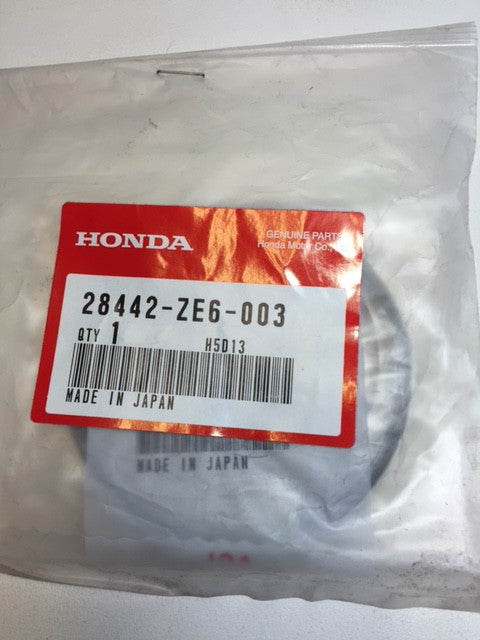 HONDA
GENUINE PARTS
Honda Motor Co.,
28442-ZE6-003
QTY 1 H5D13
MADE IN JAPAN
MADE IN JAPAN